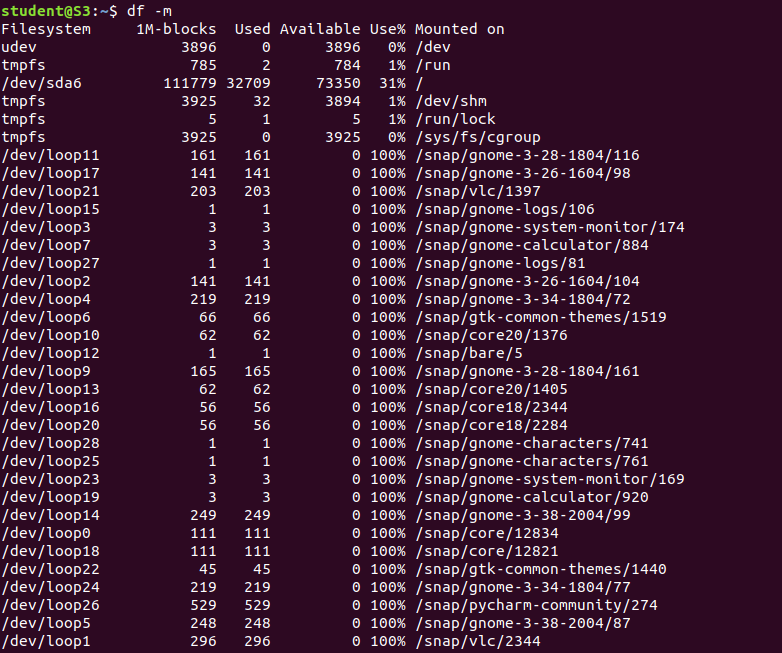 student@S3:~$ df -m
Filesystem     1M-blocks  Used Available Use% Mounted on
udev                3896     0      3896   0% /dev
tmpfs                785     2       784   1% /run
/dev/sda6         111779 32709     73350  31% /
tmpfs               3925    32      3894   1% /dev/shm
tmpfs                  5     1         5   1% /run/lock
tmpfs               3925     0      3925   0% /sys/fs/cgroup
/dev/loop11          161   161         0 100% /snap/gnome-3-28-1804/116
/dev/loop17          141   141         0 100% /snap/gnome-3-26-1604/98
/dev/loop21          203   203         0 100% /snap/vlc/1397
/dev/loop15            1     1         0 100% /snap/gnome-logs/106
/dev/loop3             3     3         0 100% /snap/gnome-system-monitor/174
/dev/loop7             3     3         0 100% /snap/gnome-calculator/884
/dev/loop27            1     1         0 100% /snap/gnome-logs/81
/dev/loop2           141   141         0 100% /snap/gnome-3-26-1604/104
/dev/loop4           219   219         0 100% /snap/gnome-3-34-1804/72
/dev/loop6            66    66         0 100% /snap/gtk-common-themes/1519
/dev/loop10           62    62         0 100% /snap/core20/1376
/dev/loop12            1     1         0 100% /snap/bare/5
/dev/loop9           165   165         0 100% /snap/gnome-3-28-1804/161
/dev/loop13           62    62         0 100% /snap/core20/1405
/dev/loop16           56    56         0 100% /snap/core18/2344
/dev/loop20           56    56         0 100% /snap/core18/2284
/dev/loop28            1     1         0 100% /snap/gnome-characters/741
/dev/loop25            1     1         0 100% /snap/gnome-characters/761
/dev/loop23            3     3         0 100% /snap/gnome-system-monitor/169
/dev/loop19            3     3         0 100% /snap/gnome-calculator/920
/dev/loop14          249   249         0 100% /snap/gnome-3-38-2004/99
/dev/loop0           111   111         0 100% /snap/core/12834
/dev/loop18          111   111         0 100% /snap/core/12821
/dev/loop22           45    45         0 100% /snap/gtk-common-themes/1440
/dev/loop24          219   219         0 100% /snap/gnome-3-34-1804/77
/dev/loop26          529   529         0 100% /snap/pycharm-community/274
/dev/loop5           248   248         0 100% /snap/gnome-3-38-2004/87
/dev/loop1           296   296         0 100% /snap/vlc/2344